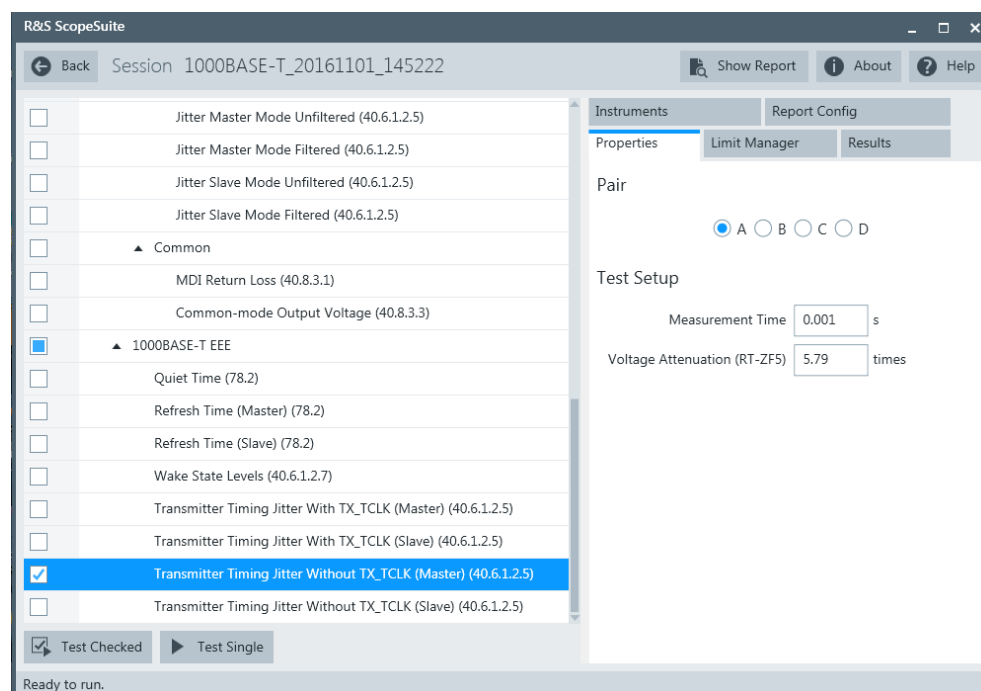 R&S ScopeSuite
Back Session 1000BASE-T_20161101_145222 Show Report About Help
Jitter Master Mode Unfiltered (40.6.1.2.5)
Jitter Master Mode Filtered (40.6.1.2.5)
Jitter Slave Mode Unfiltered (40.6.1.2.5)
Jitter Slave Mode Filtered (40.6.1.2.5)
Common
MDI Return Loss (40.8.3.1)
Common-mode Output Voltage (40.8.3.3)
1000BASE-T EEE
Quiet Time (78.2)
Refresh Time (Master) (78.2)
Refresh Time (Slave) (78.2)
Wake State Levels (40.6.1.2.7)
Transmitter Timing Jitter With TX_TCLK (Master) (40.6.1.2.5)
Transmitter Timing Jitter With TX_TCLK (Slave) (40.6.1.2.5)
Transmitter Timing Jitter Without TX_TCLK (Master) (40.6.1.2.5)
Transmitter Timing Jitter Without TX_TCLK (Slave) (40.6.1.2.5)
Test Checked Test Single
Instruments Report Config
Properties Limit Manager Results
Pair
A B C D
Test Setup
Measurement Time 0.001 s
Voltage Attenuation (RT-ZF5) 5.79 times
Ready to run.